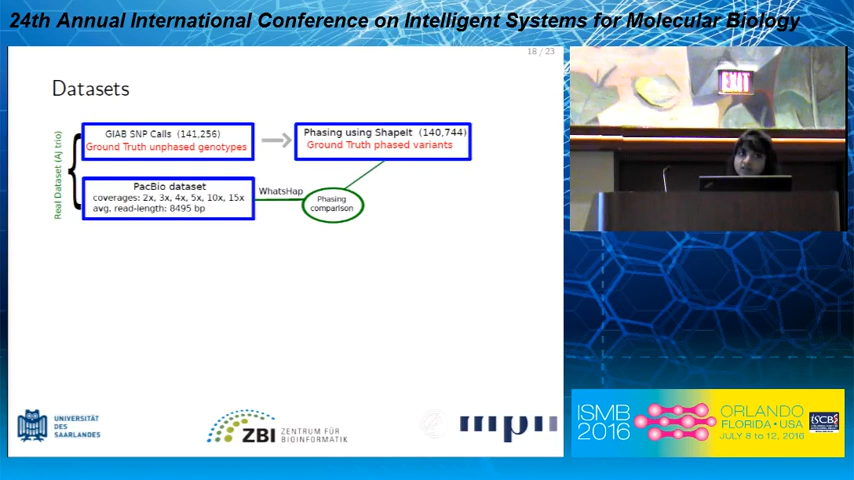 24th Annual International Conference on Intelligent Systems for Molecular Biology
18 / 23
Datasets
Real Dataset (AJ trio)
GIAB SNP Calls (141,256)
Ground Truth unphased genotypes
Phasing using ShapeIt (140,744)
Ground Truth phased variants
PacBio dataset
coverages: 2x, 3x, 4x, 5x, 10x, 15x
avg. read-length: 8495 bp
WhatsHap
Phasing
comparison
EXIT
UNIVERSITÄT
DES
SAARLANDES
ZBI ZENTRUM FÜR
BIOINFORMATIK
mpii
ISMB
2016
ORLANDO
FLORIDA • USA
JULY 8 to 12, 2016
ISCB